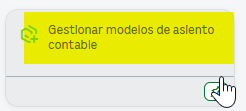 Gestionar modelos de asiento
contable